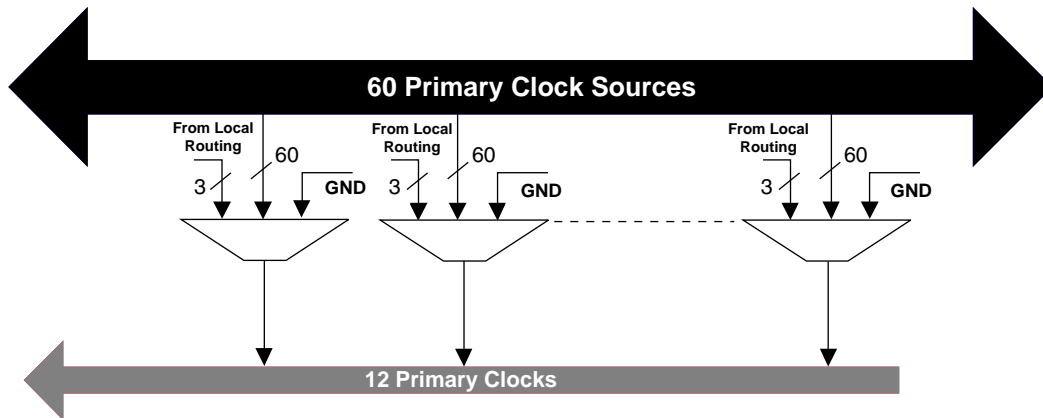 60 Primary Clock Sources
From Local
Routing
3
60
GND
From Local
Routing
3
60
GND
From Local
Routing
3
60
GND
12 Primary Clocks